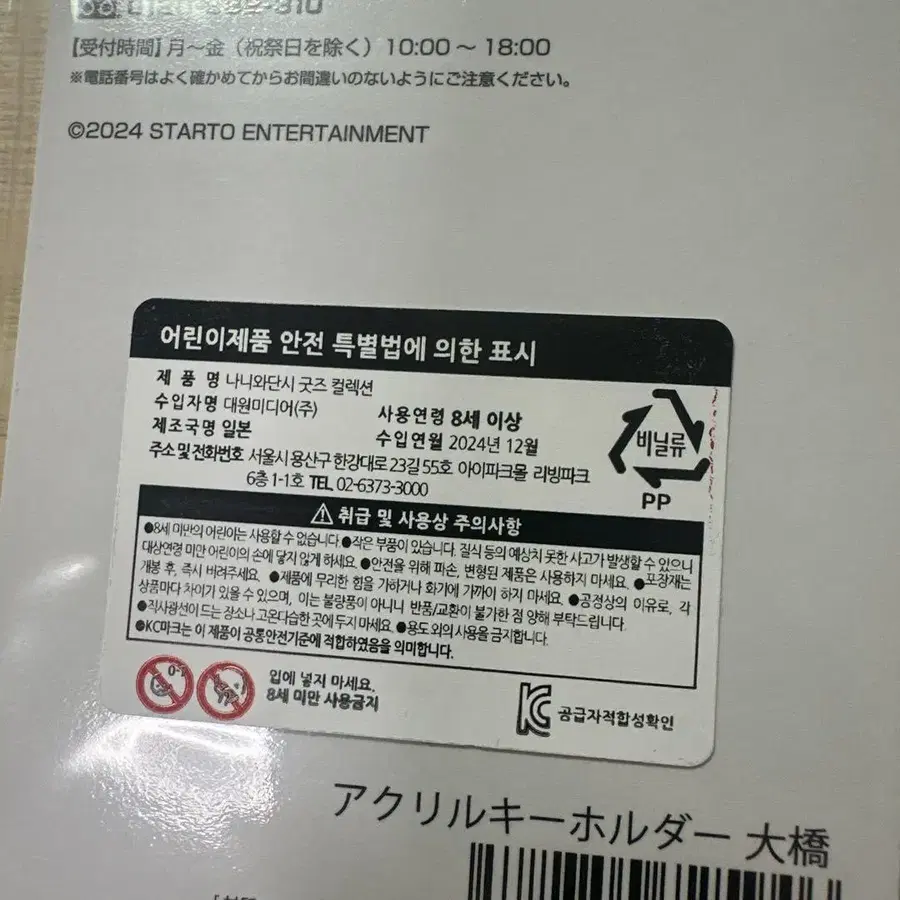 【受付時間】月～金（祝祭日を除く）10:00～18:00
※電話番号はよく確かめてからお間違いのないようにご注意ください。
©2024 STARTO ENTERTAINMENT
어린이제품 안전 특별법에 의한 표시
제 품 명 나니와단시 굿즈 컬렉션
수입자명 대원미디어(주) 사용연령 8세 이상
제조국명 일본 수입연월 2024년 12월
주소 및 전화번호 서울시 용산구 한강대로 23길 55호 아이파크몰 리빙파크
6층 1-1호 TEL 02-6373-3000
비닐류
PP
⚠ 취급 및 사용상 주의사항
●8세 미만의 어린이는 사용할 수 없습니다. ●작은 부품이 있습니다. 질식 등의 예상치 못한 사고가 발생할 수 있으니
대상연령 미만 어린이의 손에 닿지 않게 하세요. ●안전을 위해 파손, 변형된 제품은 사용하지 마세요. ●포장재는
개봉 후, 즉시 버려주세요. ●제품에 무리한 힘을 가하거나 화기에 가까이 하지 마세요. ●공정상의 이유로, 각
상품마다 차이가 있을 수 있으며, 이는 불량품이 아니니 반품/교환이 불가한 점 양해 부탁드립니다.
●직사광선이 드는 장소나 고온다습한 곳에 두지 마세요. ●용도 외의 사용을 금지합니다.
●KC마크는 이 제품이 공통안전기준에 적합하였음을 의미합니다.
입에 넣지 마세요.
8세 미만 사용금지
KC 공급자적합성확인
アクリルキーホルダー 大橋